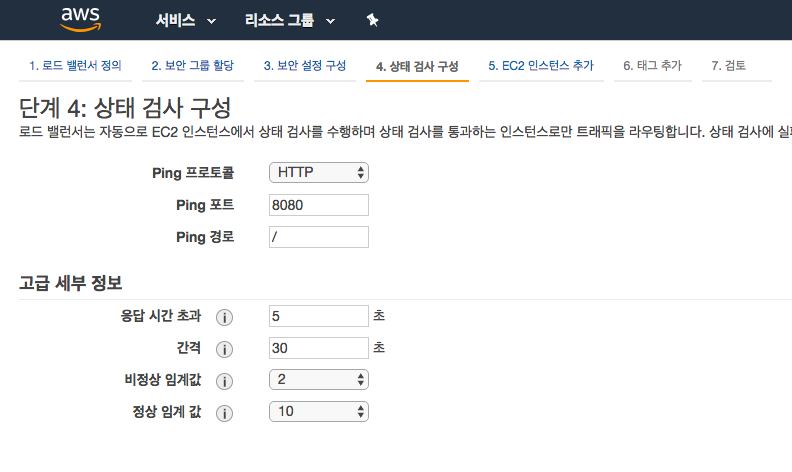 aws 서비스 리소스 그룹
1. 로드 밸런서 정의 2. 보안 그룹 할당 3. 보안 설정 구성 4. 상태 검사 구성 5. EC2 인스턴스 추가 6. 태그 추가 7. 검토
단계 4: 상태 검사 구성
로드 밸런서는 자동으로 EC2 인스턴스에서 상태 검사를 수행하며 상태 검사를 통과하는 인스턴스로만 트래픽을 라우팅합니다. 상태 검사에
Ping 프로토콜 HTTP
Ping 포트 8080
Ping 경로 /
고급 세부 정보
응답 시간 초과 i 5 초
간격 i 30 초
비정상 임계값 i 2
정상 임계 값 i 10